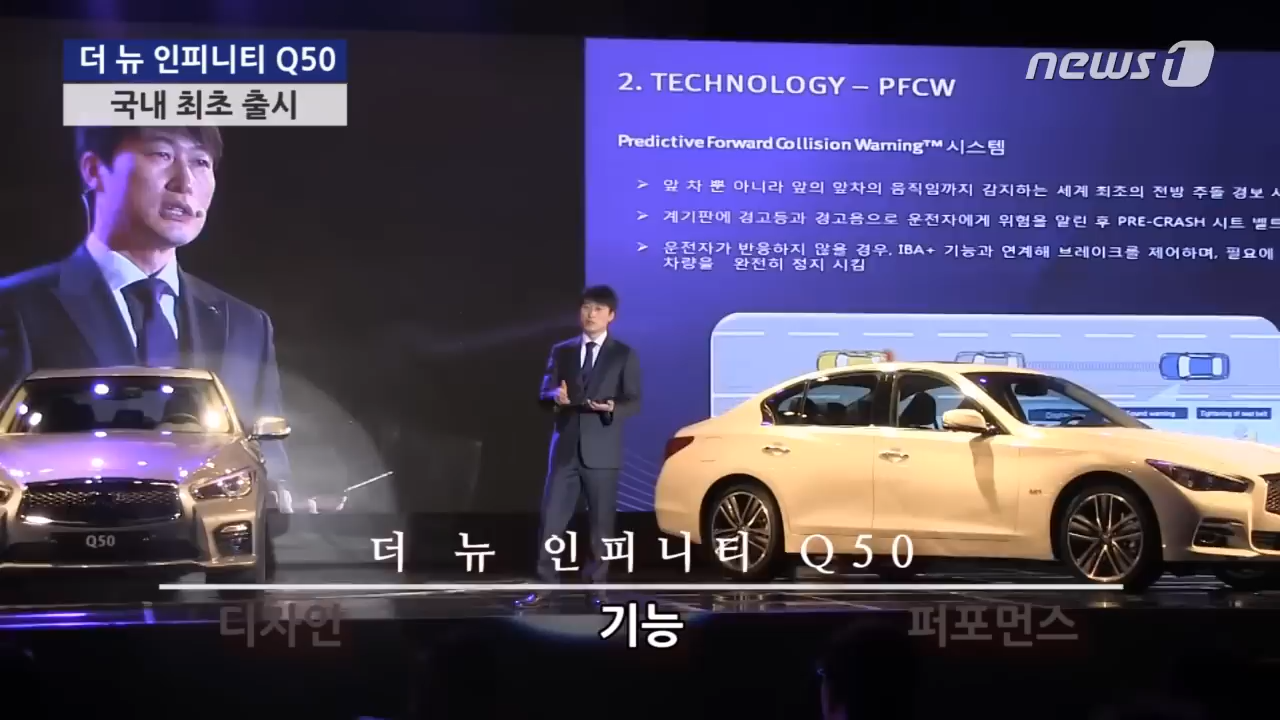 더 뉴 인피니티 Q50
국내 최초 출시
news1
2. TECHNOLOGY – PFCW
Predictive Forward Collision Warning™ 시스템
➢ 앞 차 뿐 아니라 앞의 앞차의 움직임까지 감지하는 세계 최초의 전방 추돌 경보
➢ 계기판에 경고등과 경고음으로 운전자에게 위험을 알린 후 PRE-CRASH 시트 벨트
➢ 운전자가 반응하지 않을 경우, IBA+ 기능과 연계해 브레이크를 제어하며, 필요에
차량을 완전히 정지 시킴
Sound warning
Tightening of seat belt
Q50
더 뉴 인피니티 Q50
디자인
기능
퍼포먼스